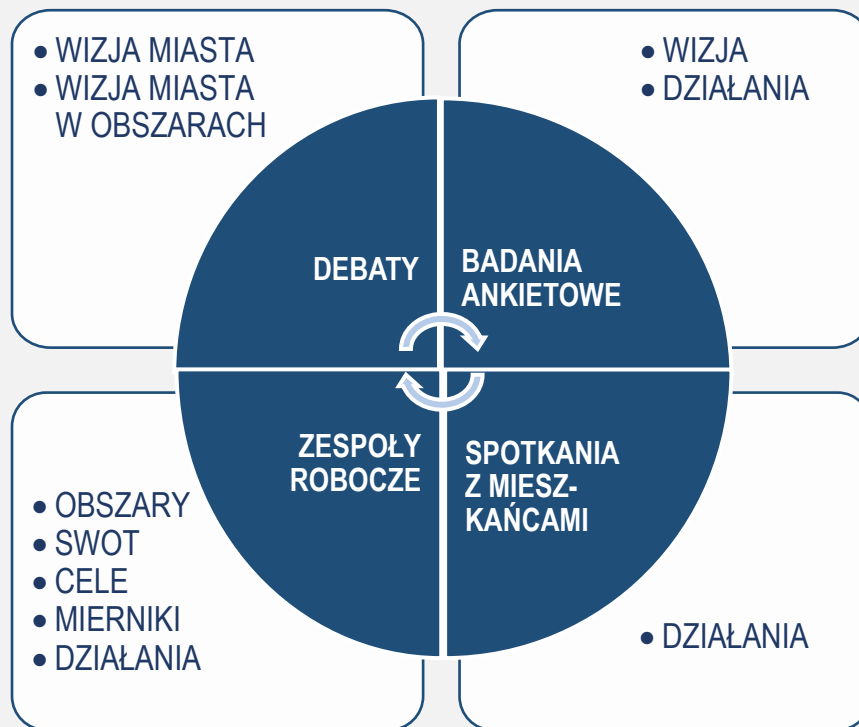 • WIZJA MIASTA
• WIZJA MIASTA
W OBSZARACH
• WIZJA
• DZIAŁANIA
DEBATY
BADANIA
ANKIETOWE
ZESPOŁY
ROBOCZE
SPOTKANIA
Z MIESZ-
KAŃCAMI
• OBSZARY
• SWOT
• CELE
• MIERNIKI
• DZIAŁANIA
• DZIAŁANIA